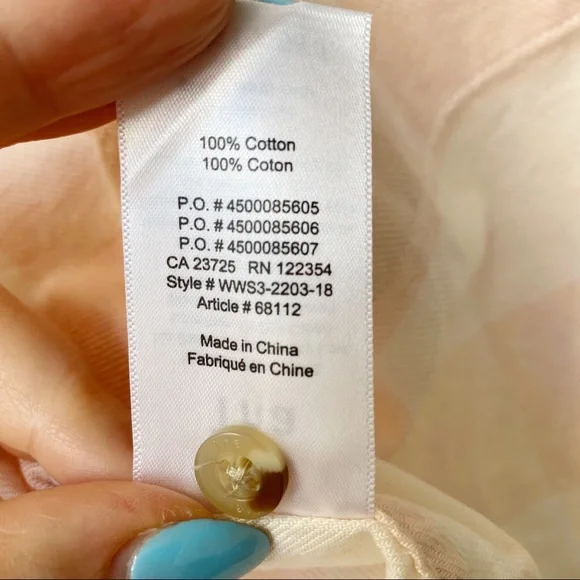 100% Cotton
100% Coton
P.O. # 4500085605
P.O. # 4500085606
P.O. # 4500085607
CA 23725 RN 122354
Style # WWS3-2203-18
Article # 68112
Made in China
Fabriqué en Chine